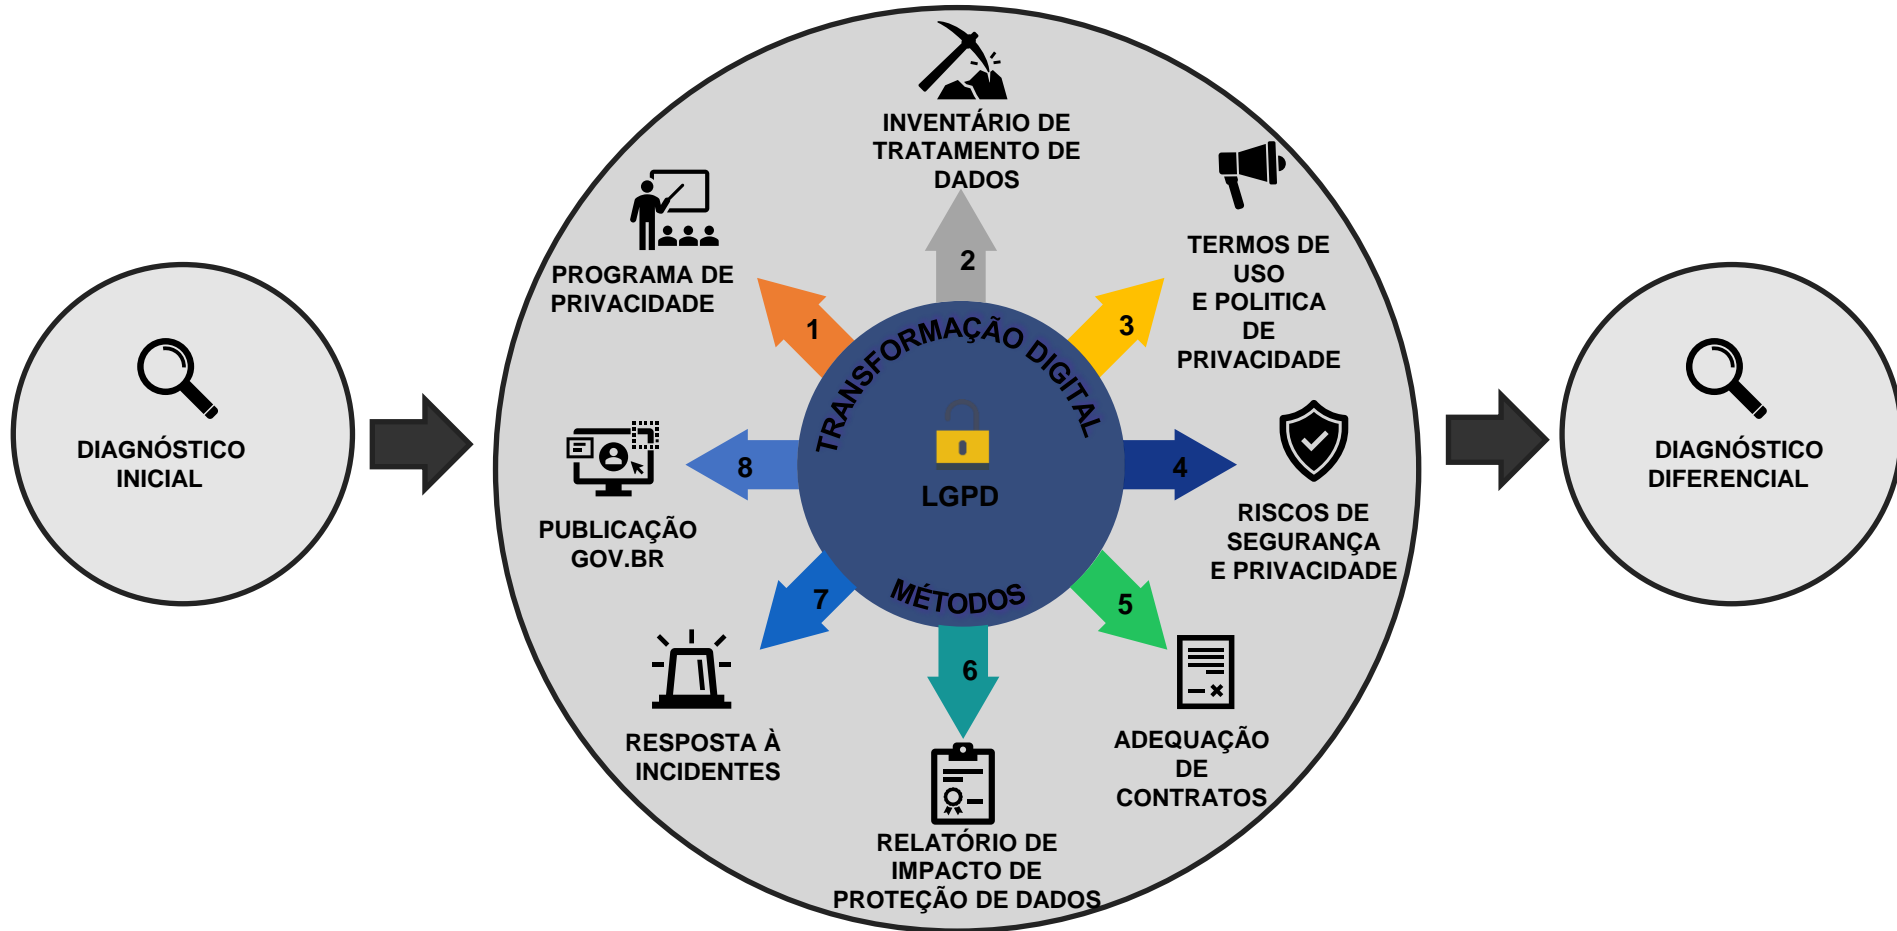 DIAGNÓSTICO
INICIAL
PROGRAMA DE
PRIVACIDADE
1
INVENTÁRIO DE
TRATAMENTO DE
DADOS
2
TERMOS DE
USO
E POLITICA
DE
PRIVACIDADE
3
RISCOS DE
SEGURANÇA
E PRIVACIDADE
4
ADEQUAÇÃO
DE
CONTRATOS
5
RELATÓRIO DE
IMPACTO DE
PROTEÇÃO DE DADOS
6
RESPOSTA À
INCIDENTES
7
PUBLICAÇÃO
GOV.BR
8
TRANSFORMAÇÃO DIGITAL
LGPD
MÉTODOS
DIAGNÓSTICO
DIFERENCIAL